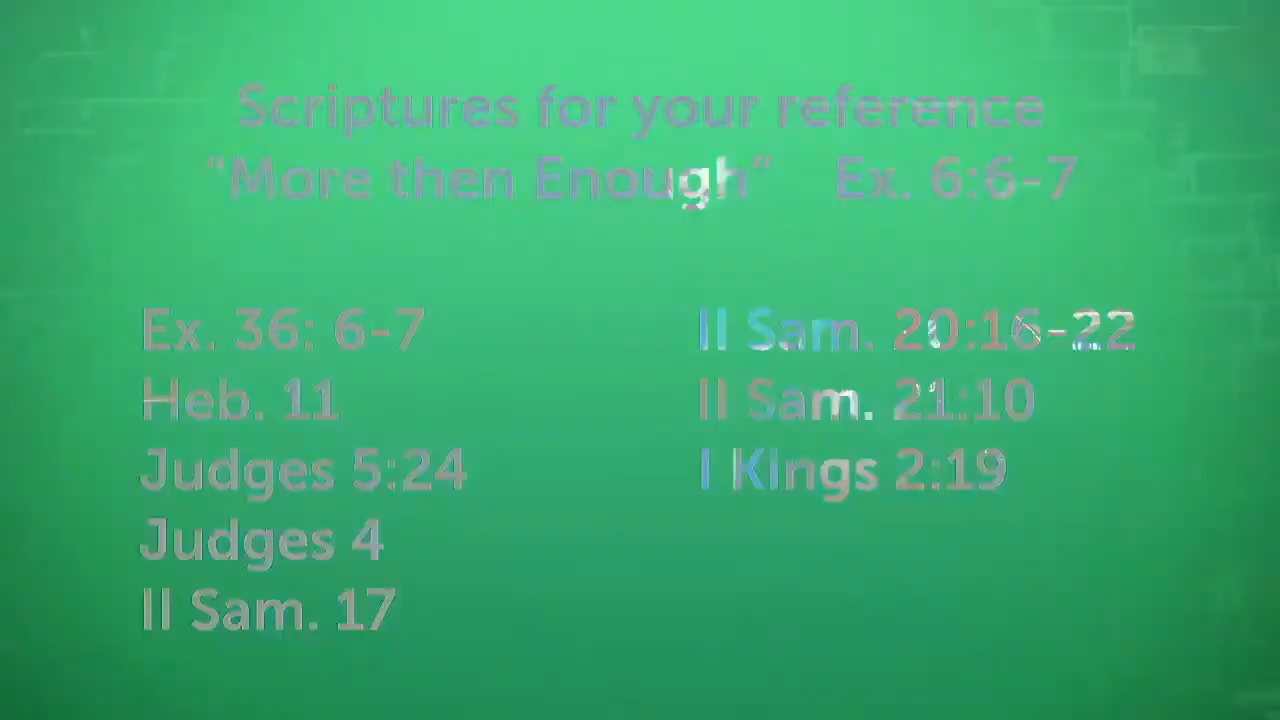 Scriptures for your reference
“More then Enough” Ex. 6:6-7
Ex. 36: 6-7
Heb. 11
Judges 5:24
Judges 4
II Sam. 17
II Sam. 20:16-22
II Sam. 21:10
I Kings 2:19